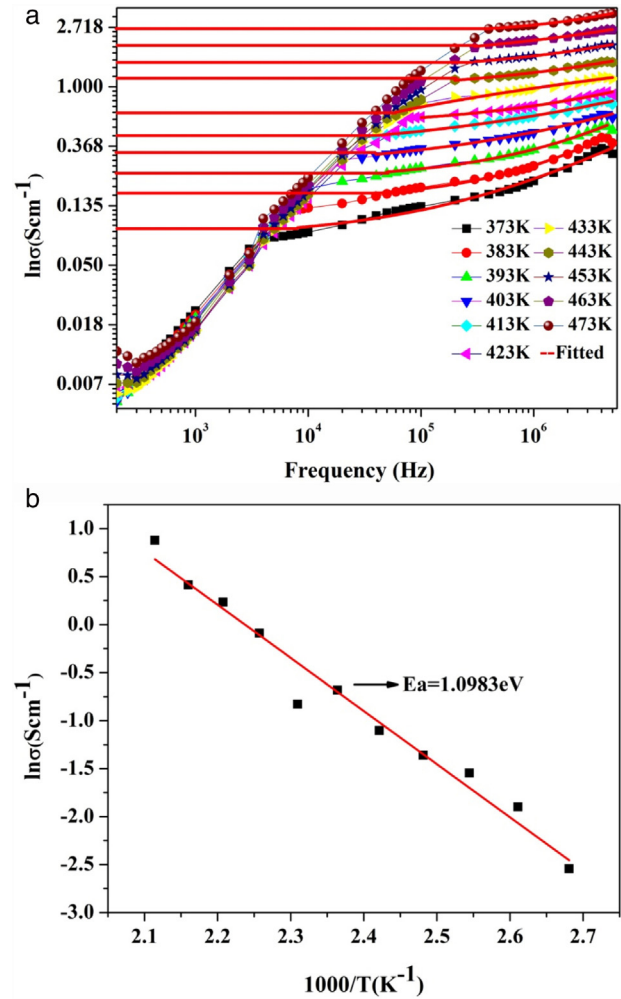 a
lnσ(Scm⁻¹)
2.718
1.000
0.368
0.135
0.050
0.018
0.007
373K 433K
383K 443K
393K 453K
403K 463K
413K 473K
423K Fitted
10³ 10⁴ 10⁵ 10⁶
Frequency (Hz)
b
lnσ(Scm⁻¹)
1.0
0.5
0.0
-0.5
-1.0
-1.5
-2.0
-2.5
-3.0
Ea=1.0983eV
2.1 2.2 2.3 2.4 2.5 2.6 2.7
1000/T(K⁻¹)